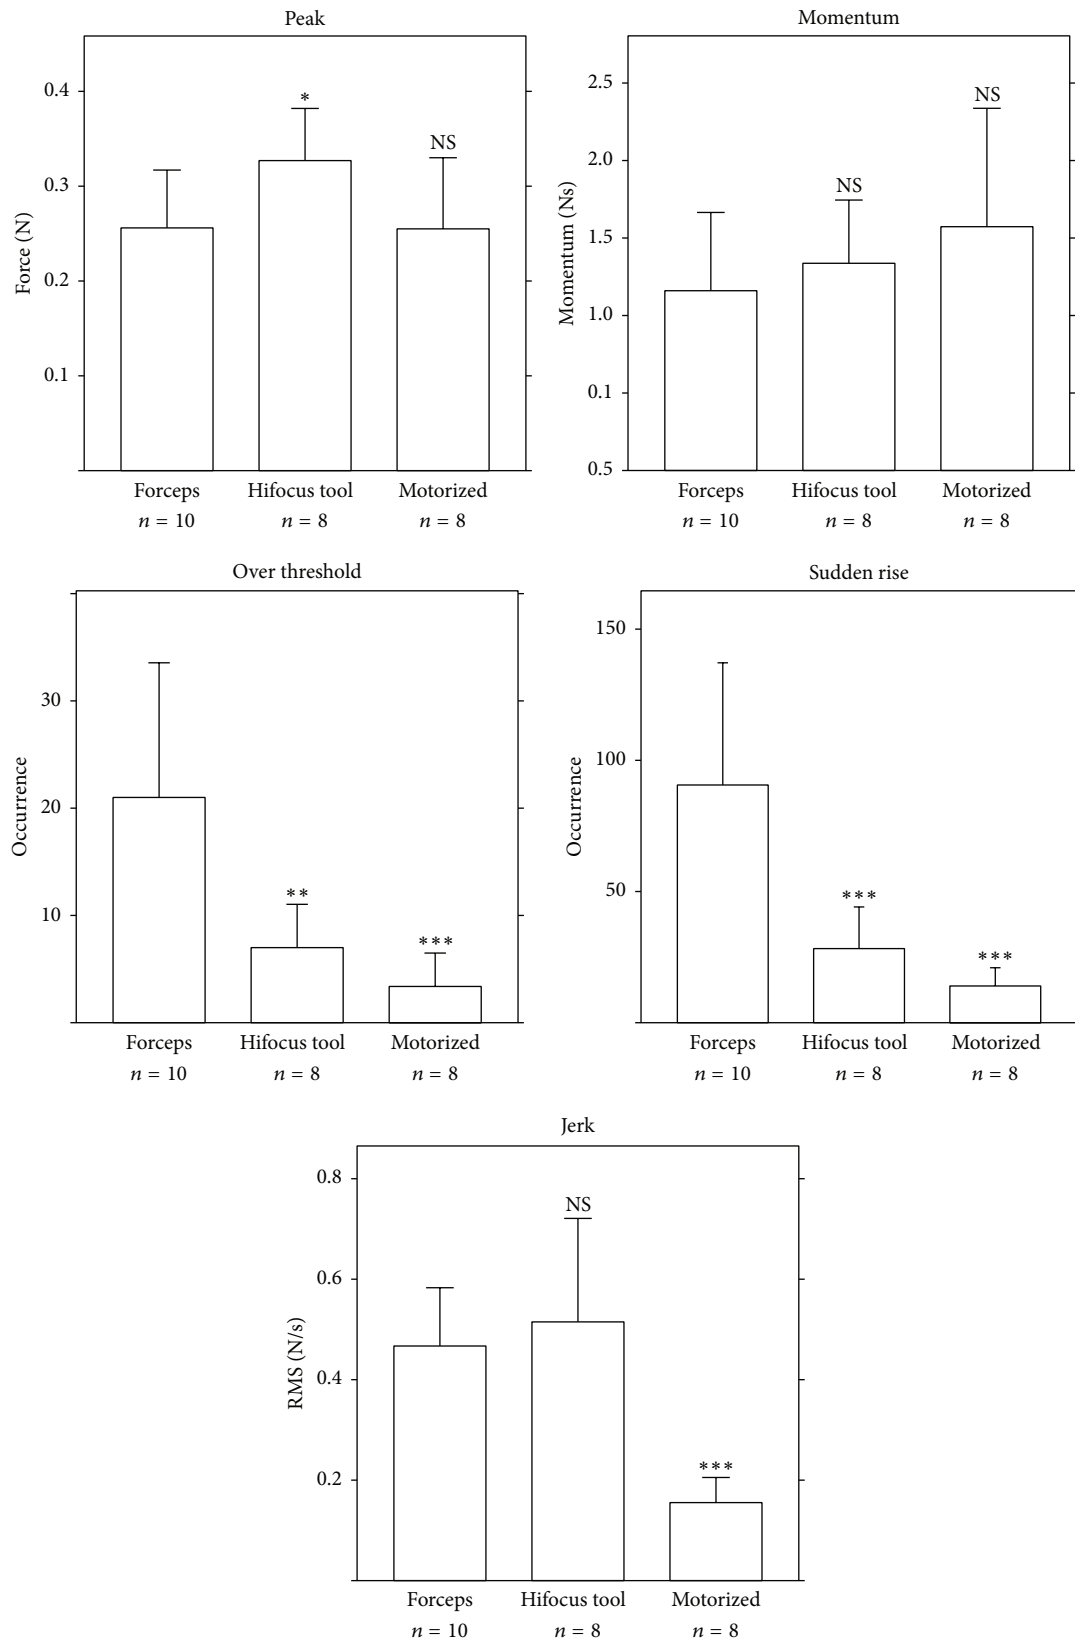 Peak
Force (N)
0.4
0.3
0.2
0.1
*
NS
Forceps
n = 10
Hifocus tool
n = 8
Motorized
n = 8
Momentum
Momentum (Ns)
2.5
2.0
1.5
1.0
0.1
0.5
NS
NS
Forceps
n = 10
Hifocus tool
n = 8
Motorized
n = 8
Over threshold
Occurrence
30
20
10
**
***
Forceps
n = 10
Hifocus tool
n = 8
Motorized
n = 8
Sudden rise
Occurrence
150
100
50
***
***
Forceps
n = 10
Hifocus tool
n = 8
Motorized
n = 8
Jerk
RMS (N/s)
0.8
0.6
0.4
0.2
NS
***
Forceps
n = 10
Hifocus tool
n = 8
Motorized
n = 8